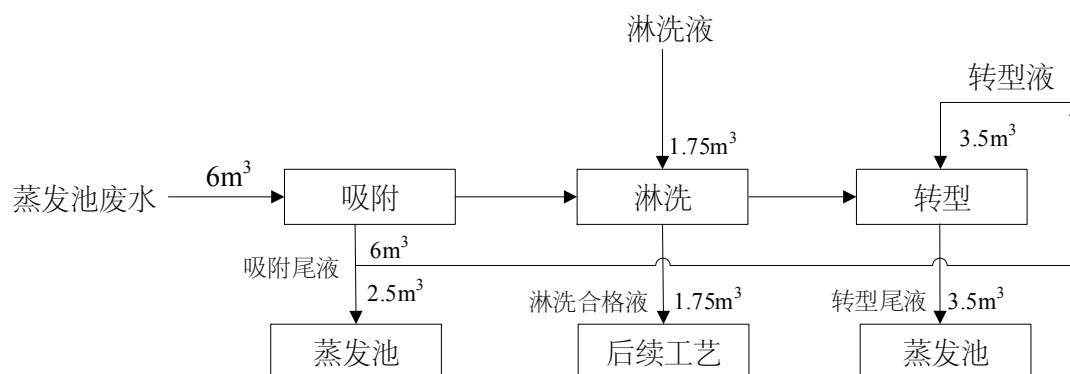 淋洗液
转型液
1.75m³
3.5m³
蒸发池废水
6m³
吸附
淋洗
转型
吸附尾液
6m³
2.5m³
淋洗合格液
1.75m³
转型尾液
3.5m³
蒸发池
后续工艺
蒸发池